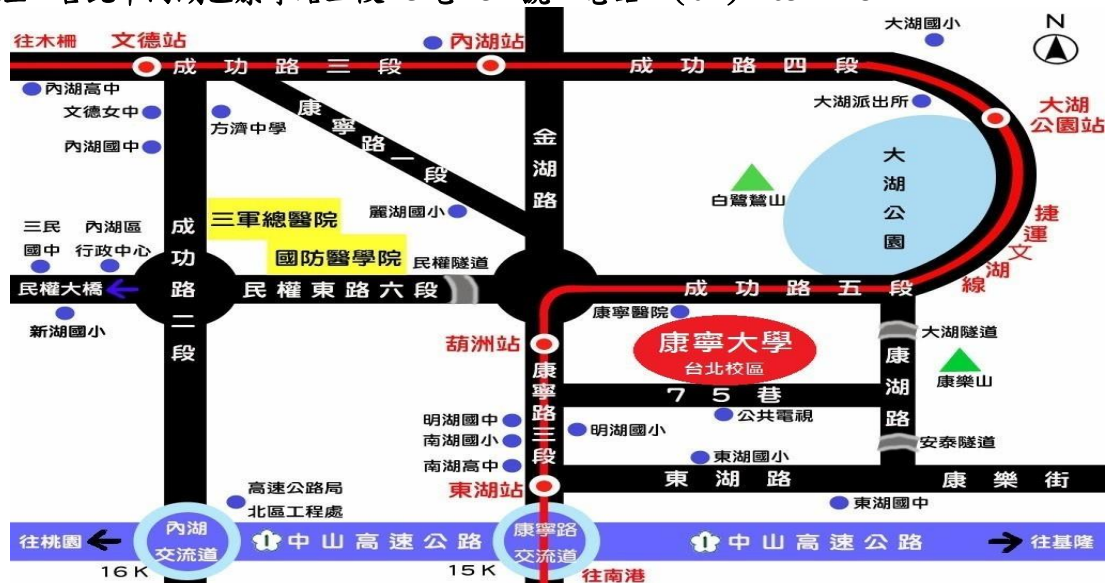 大湖國小
N
往木柵
文德站
內湖站
成功路三段
成功路四段
內湖高中
文德女中
方濟中學
內湖國中
康寧路一段
金湖路
大湖派出所
大湖公園站
大湖公園
白鷺鷥山
捷運文湖線
麗湖國小
三軍總醫院
國防醫學院
民權隧道
三民國中
內湖區行政中心
成功路二段
民權大橋
民權東路六段
成功路五段
新湖國小
康寧醫院
葫洲站
康寧大學
台北校區
大湖隧道
康湖路
康樂山
康寧路三段
75巷
明湖國中
公共電視
明湖國小
南湖國小
安泰隧道
南湖高中
東湖國小
東湖站
東湖路
康樂街
高速公路局
北區工程處
東湖國中
往桃園
內湖交流道
1
中山高速公路
康寧路交流道
1
中山高速公路
往基隆
16K
15K
往南港